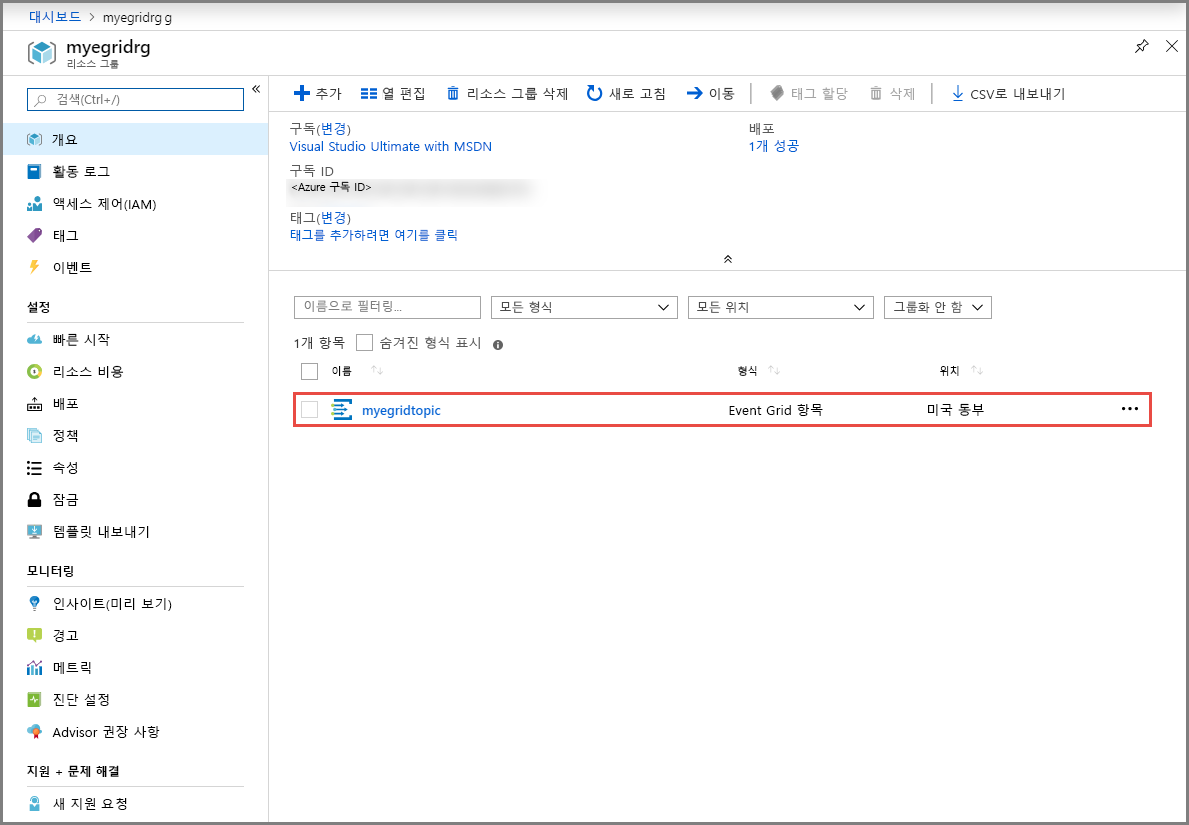 대시보드 > myegridrg g
myegridrg
리소스 그룹
검색(Ctrl+/)
개요
활동 로그
액세스 제어(IAM)
태그
이벤트
설정
빠른 시작
리소스 비용
배포
정책
속성
잠금
템플릿 내보내기
모니터링
인사이트(미리 보기)
경고
메트릭
진단 설정
Advisor 권장 사항
지원 + 문제 해결
새 지원 요청
추가 열 편집 리소스 그룹 삭제 새로 고침 이동 태그 할당 삭제 CSV로 내보내기
구독(변경)
Visual Studio Ultimate with MSDN
구독 ID
<Azure 구독 ID>
태그(변경)
태그를 추가하려면 여기를 클릭
배포
1개 성공
이름으로 필터링... 모든 형식 모든 위치 그룹화 안 함
1개 항목 숨겨진 형식 표시
이름 형식 위치
myegridtopic Event Grid 항목 미국 동부